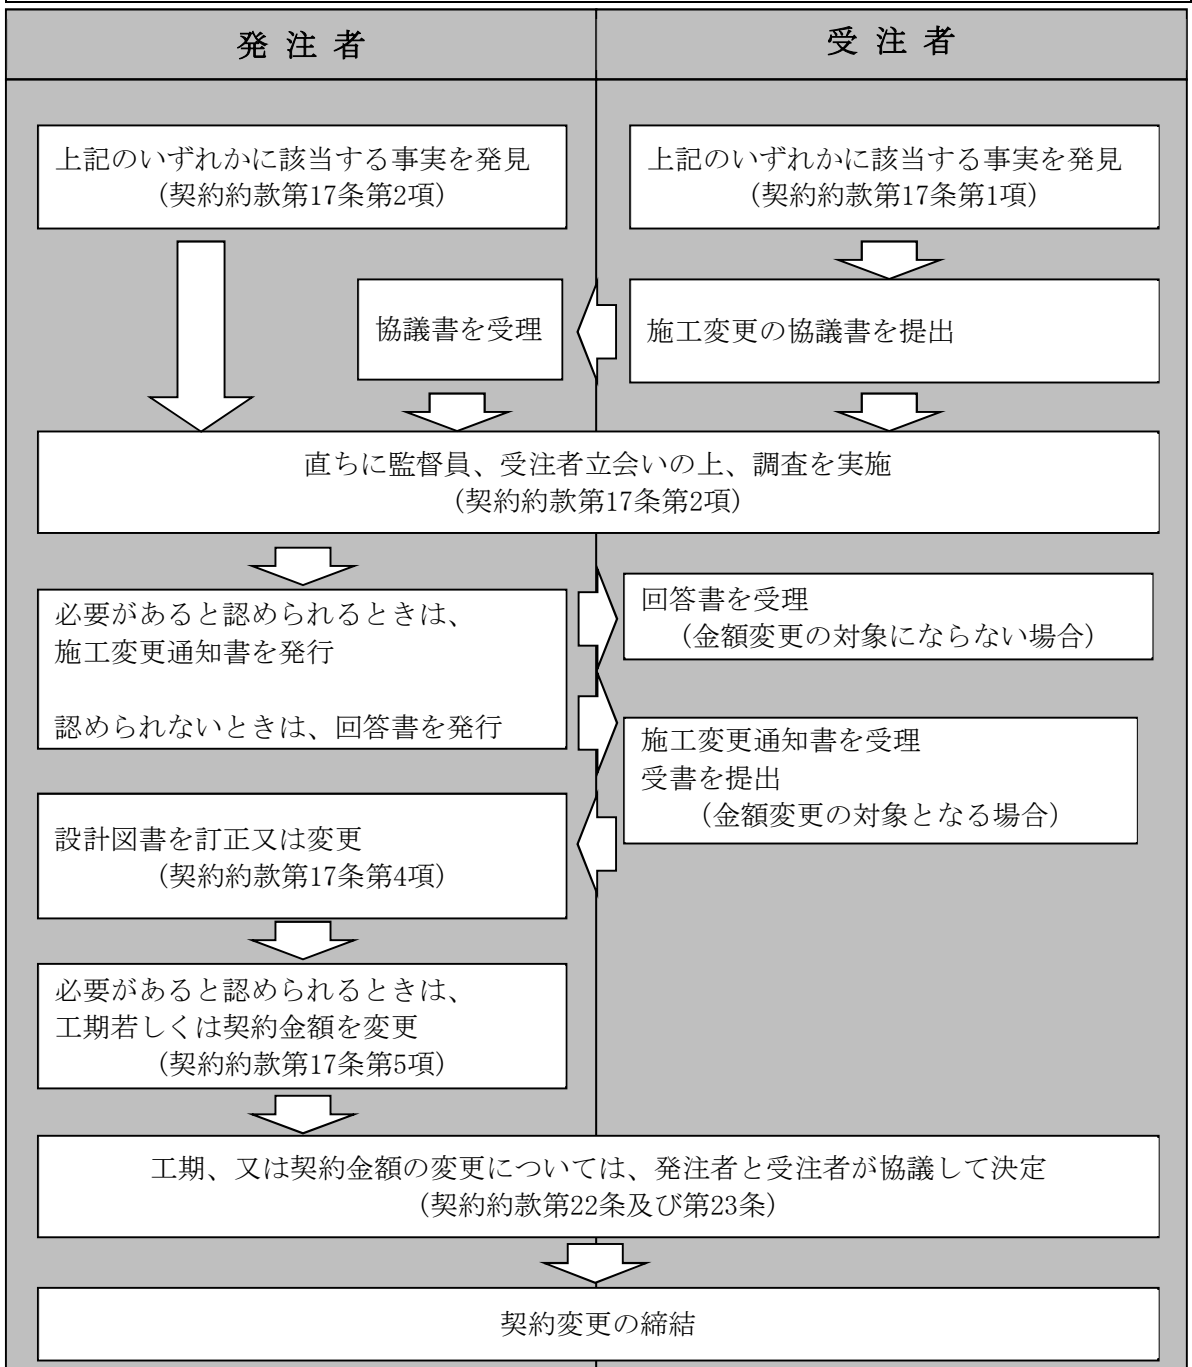 発 注 者
受 注 者
上記のいずれかに該当する事実を発見
(契約約款第17条第2項)
上記のいずれかに該当する事実を発見
(契約約款第17条第1項)
協議書を受理
施工変更の協議書を提出
直ちに監督員、受注者立会いの上、調査を実施
(契約約款第17条第2項)
必要があると認められるときは、
施工変更通知書を発行
認められないときは、回答書を発行
回答書を受理
(金額変更の対象にならない場合)
施工変更通知書を受理
受書を提出
(金額変更の対象となる場合)
設計図書を訂正又は変更
(契約約款第17条第4項)
必要があると認められるときは、
工期若しくは契約金額を変更
(契約約款第17条第5項)
工期、又は契約金額の変更については、発注者と受注者が協議して決定
(契約約款第22条及び第23条)
契約変更の締結